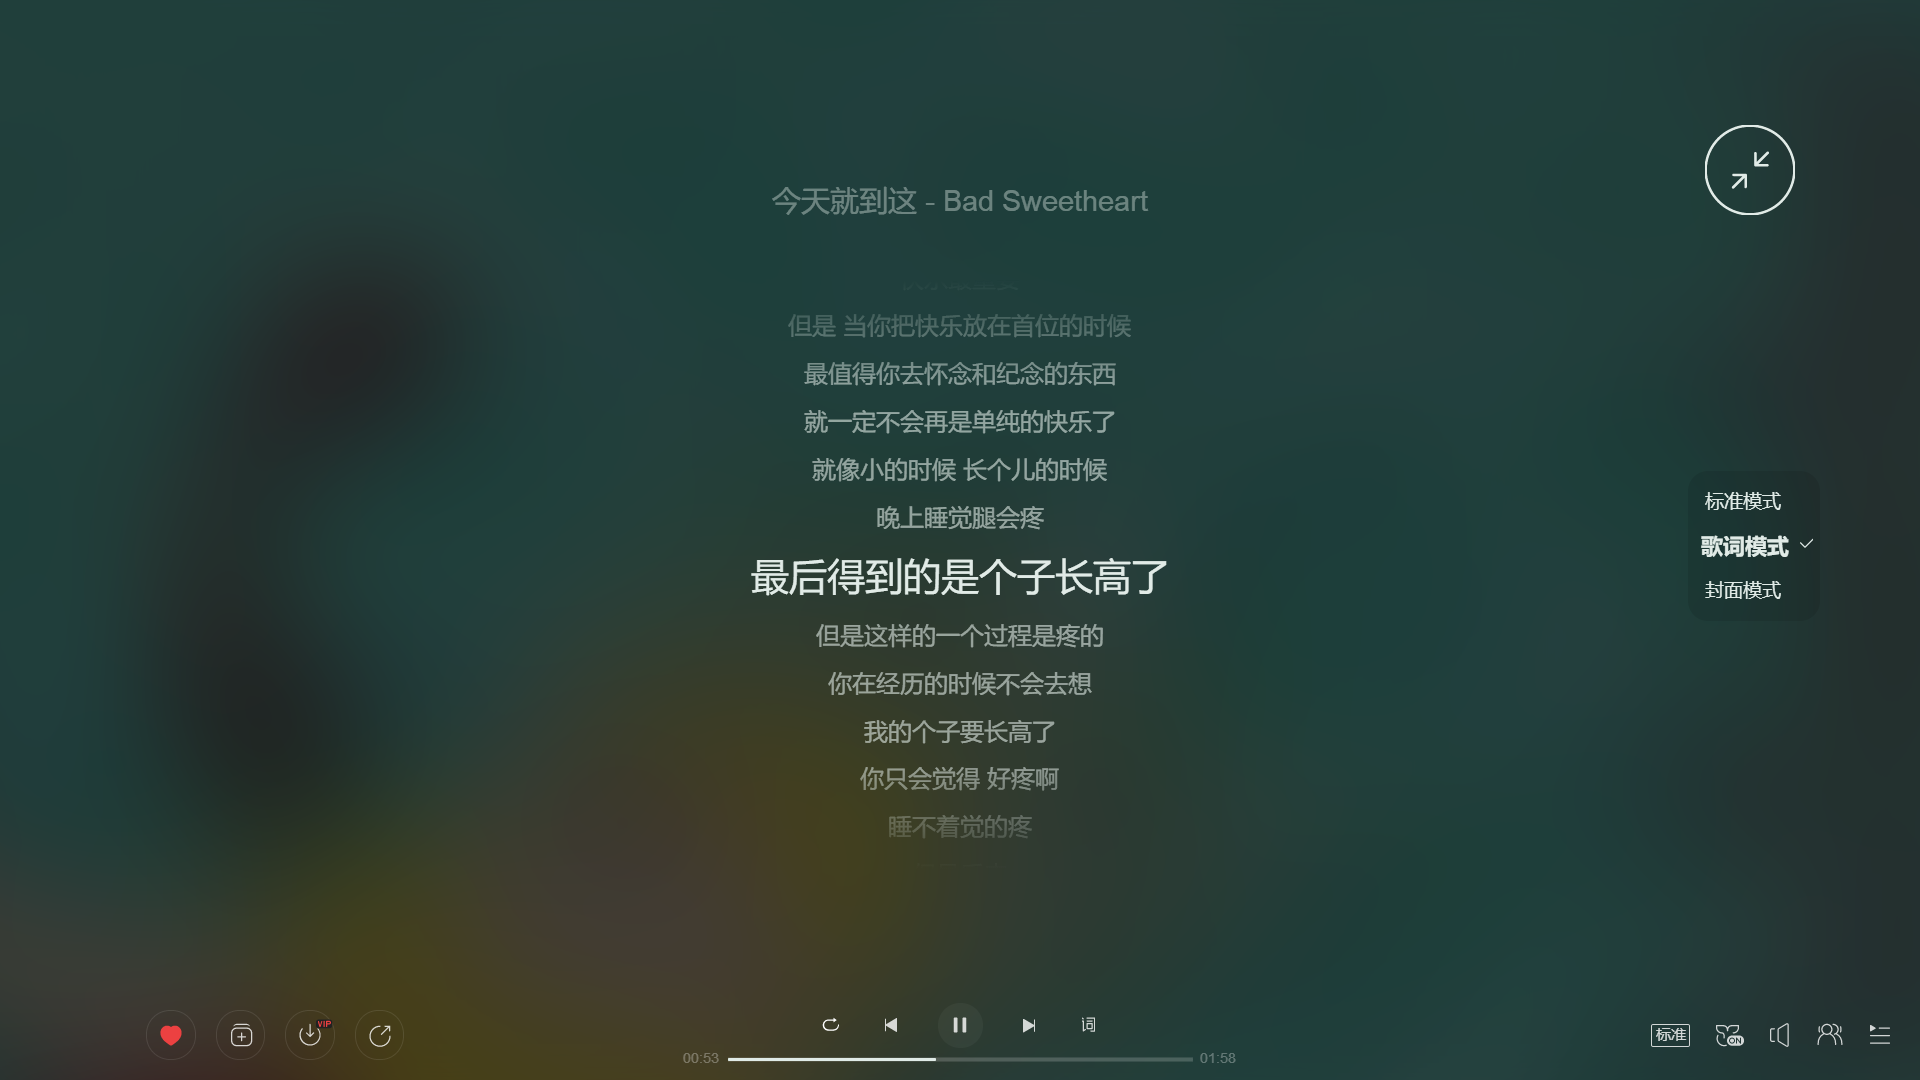 今天就到这 - Bad Sweetheart
但是 当你把快乐放在首位的时候
最值得你去怀念和纪念的东西
就一定不会再是单纯的快乐了
就像小的时候 长个儿的时候
晚上睡觉腿会疼
最后得到的是个子长高了
但是这样的一个过程是疼的
你在经历的时候不会去想
我的个子要长高了
你只会觉得 好疼啊
睡不着觉的疼
标准模式
歌词模式
封面模式
VIP
词
00:53
01:58
标准
ON